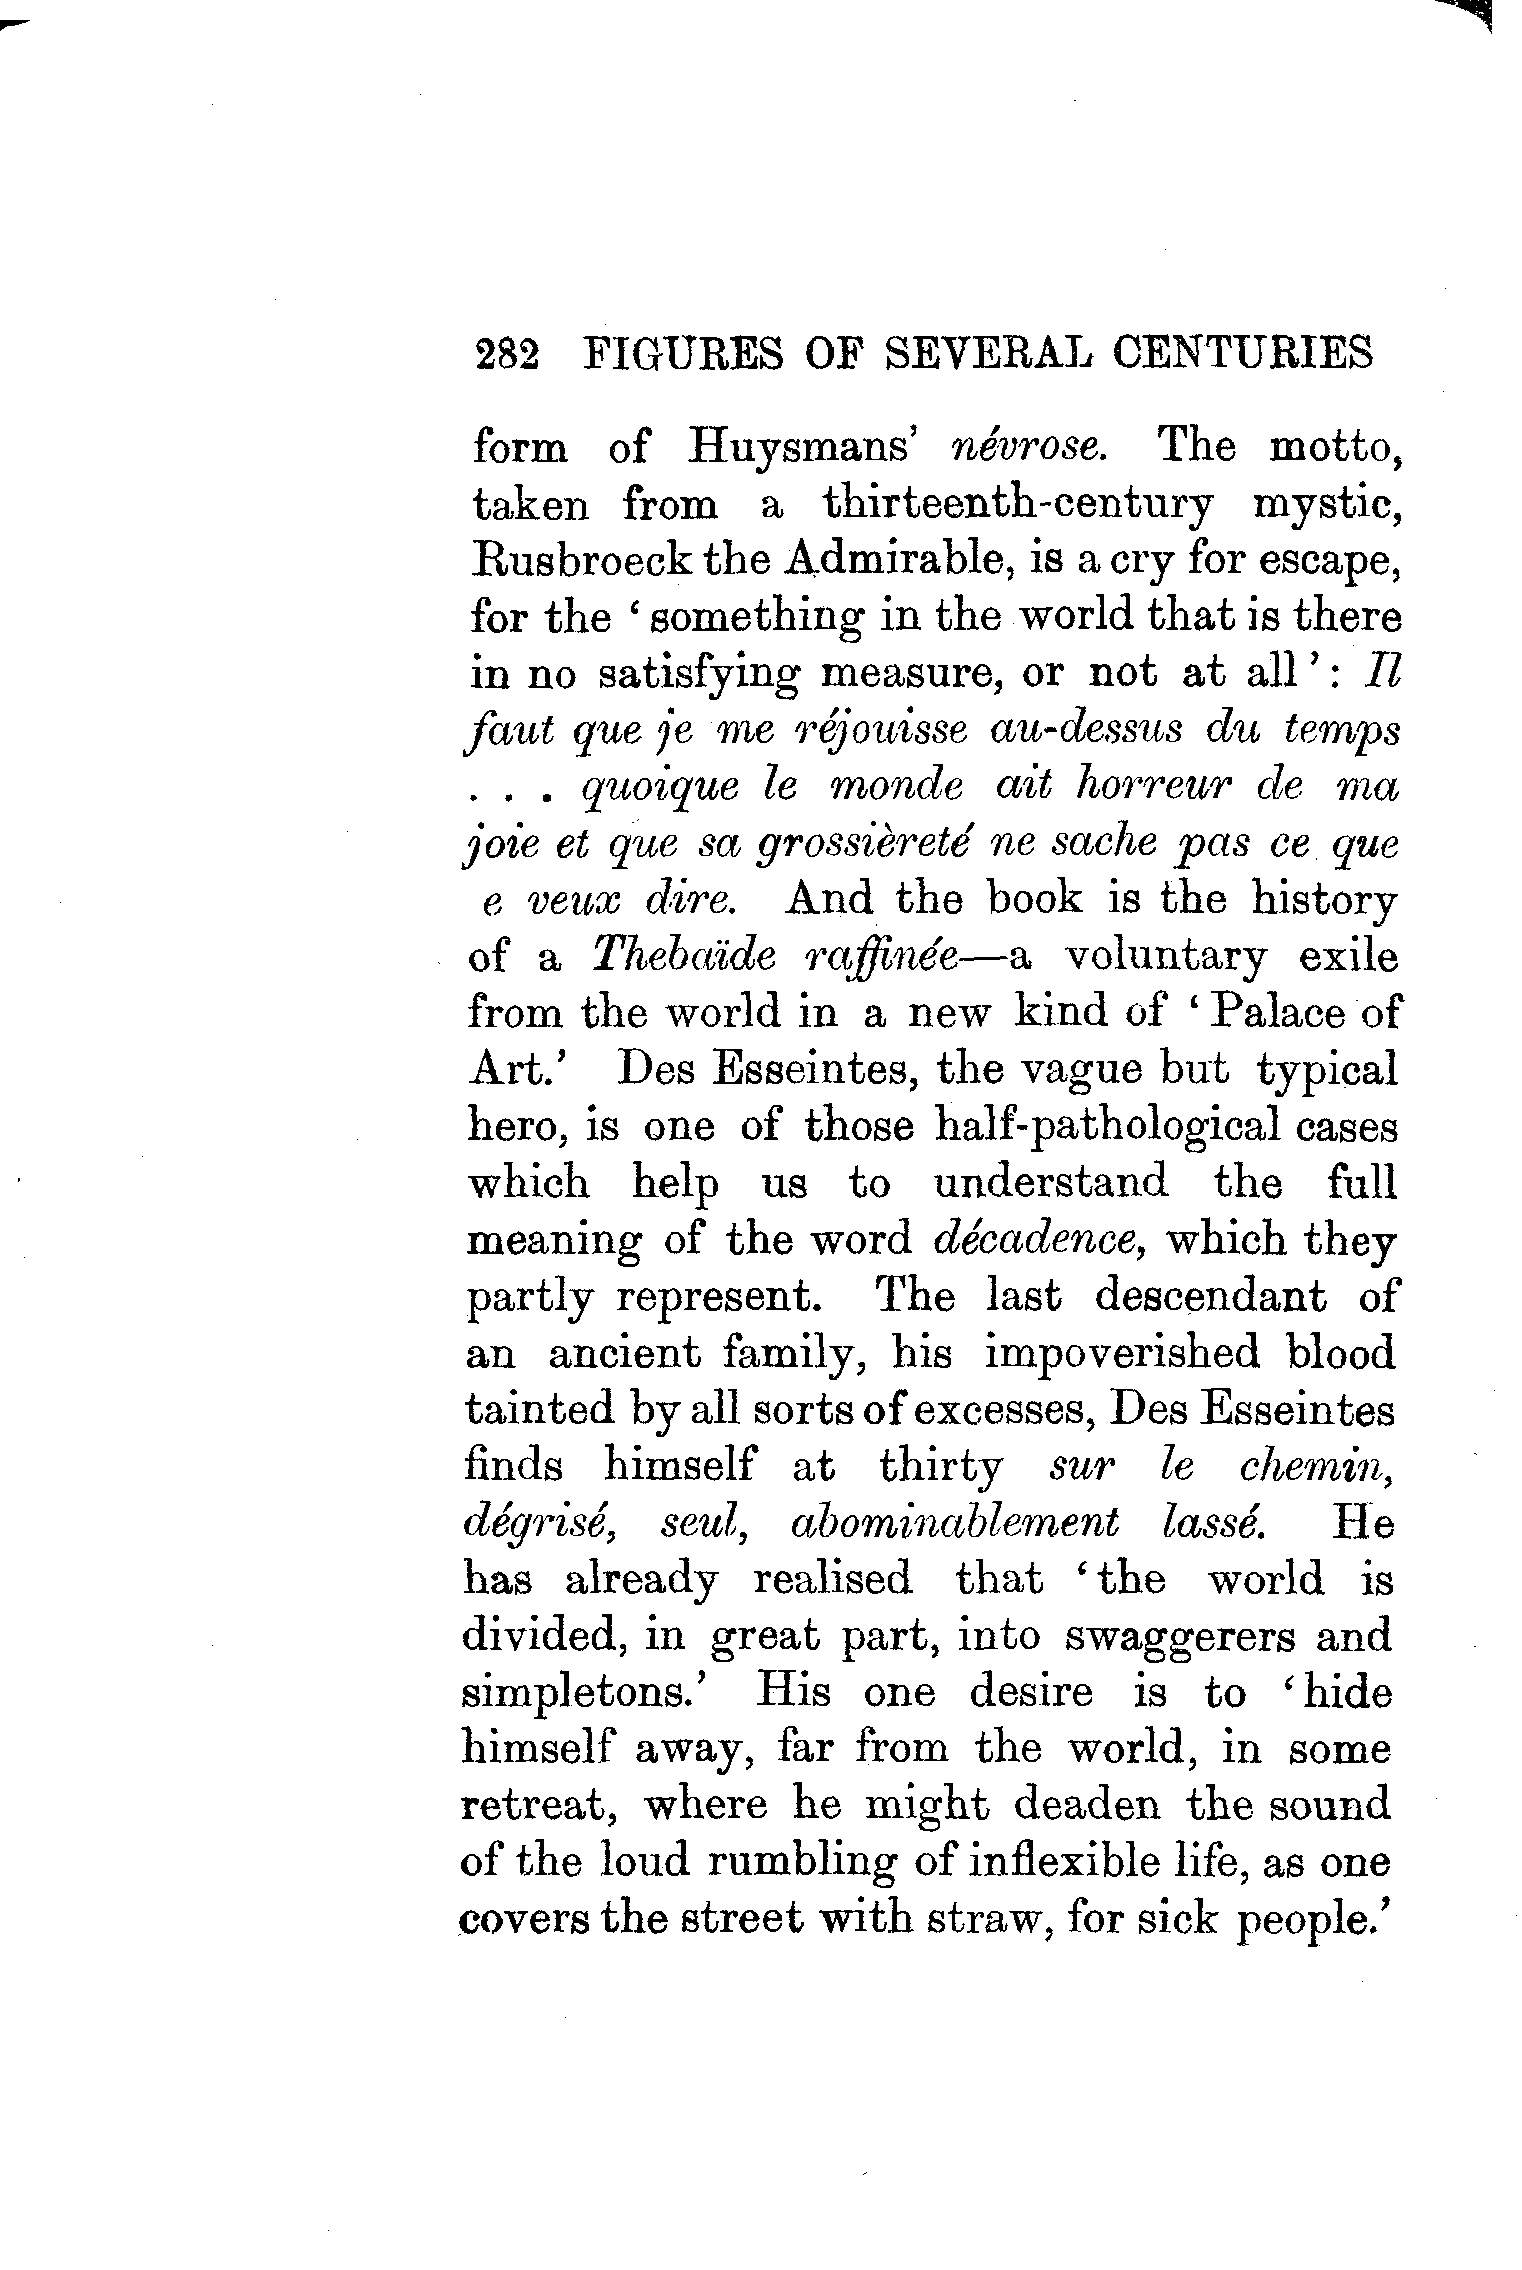 282 FIGURES OF SEVERAL CENTURIES
form of Huysmans' névrose. The motto,
taken from a thirteenth-century mystic,
Rusbroeck the Admirable, is a cry for escape,
for the ‘something in the world that is there
in no satisfying measure, or not at all’: Il
faut que je me réjouisse au-dessus du temps
. . . quoique le monde ait horreur de ma
joie et que sa grossièreté ne sache pas ce que
e veux dire. And the book is the history
of a Thebaïde raffinée—a voluntary exile
from the world in a new kind of ‘Palace of
Art.’ Des Esseintes, the vague but typical
hero, is one of those half-pathological cases
which help us to understand the full
meaning of the word décadence, which they
partly represent. The last descendant of
an ancient family, his impoverished blood
tainted by all sorts of excesses, Des Esseintes
finds himself at thirty sur le chemin,
dégrisé, seul, abominablement lassé. He
has already realised that ‘the world is
divided, in great part, into swaggerers and
simpletons.’ His one desire is to ‘hide
himself away, far from the world, in some
retreat, where he might deaden the sound
of the loud rumbling of inflexible life, as one
covers the street with straw, for sick people.’